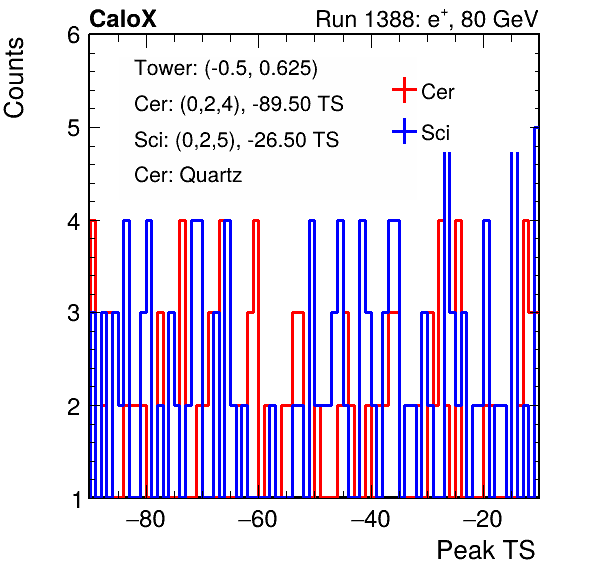 CaloX Run 1388: e+, 80 GeV
Counts
6
Tower: (-0.5, 0.625)
Cer: (0,2,4), -89.50 TS
Sci: (0,2,5), -26.50 TS
Cer: Quartz
Cer
Sci
5
4
3
2
1
−80 −60 −40 −20
Peak TS